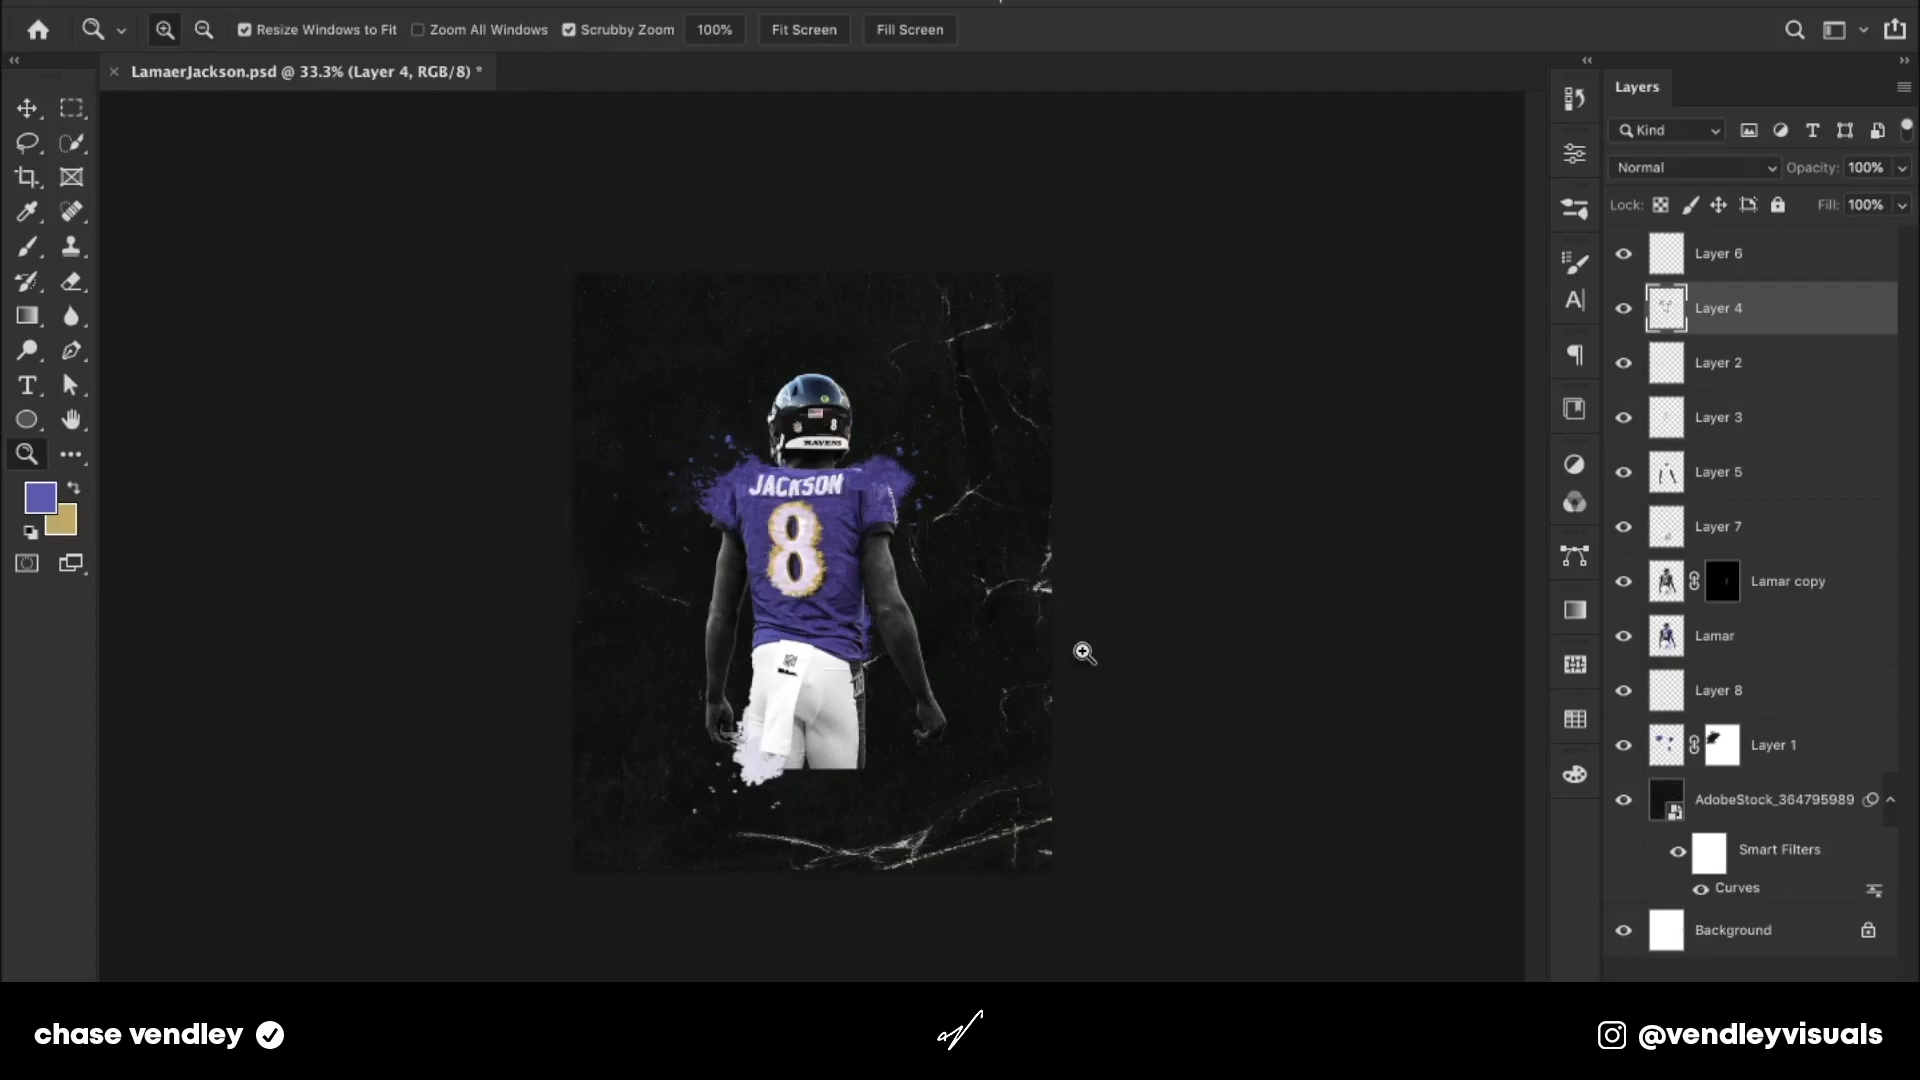 Resize Windows to Fit
Zoom All Windows
Scrubby Zoom
100%
Fit Screen
Fill Screen
LamaerJackson.psd @ 33.3% (Layer 4, RGB/8) *
Layers
Kind
Normal
Opacity: 100%
Lock:
Fill: 100%
Layer 6
Layer 4
Layer 2
Layer 3
Layer 5
Layer 7
Lamar copy
Lamar
Layer 8
Layer 1
AdobeStock_364795989
Smart Filters
Curves
Background
8
RAVENS
JACKSON
8
chase vendley
@vendleyvisuals